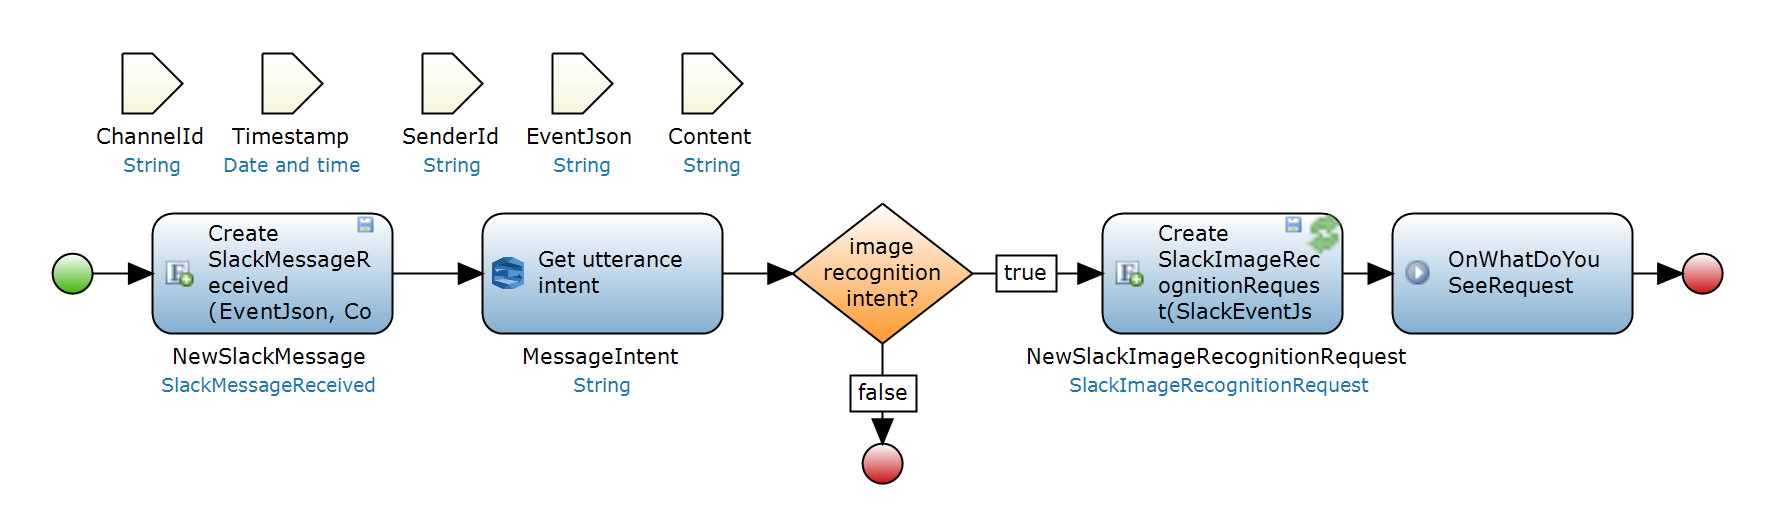 ChannelId
String
Timestamp
Date and time
SenderId
String
EventJson
String
Content
String
Create
SlackMessageR
eceived
(EventJson, Co
NewSlackMessage
SlackMessageReceived
Get utterance
intent
MessageIntent
String
image
recognition
intent?
true
false
Create
SlackImageRec
ognitionReques
t(SlackEventJs
NewSlackImageRecognitionRequest
SlackImageRecognitionRequest
OnWhatDoYou
SeeRequest